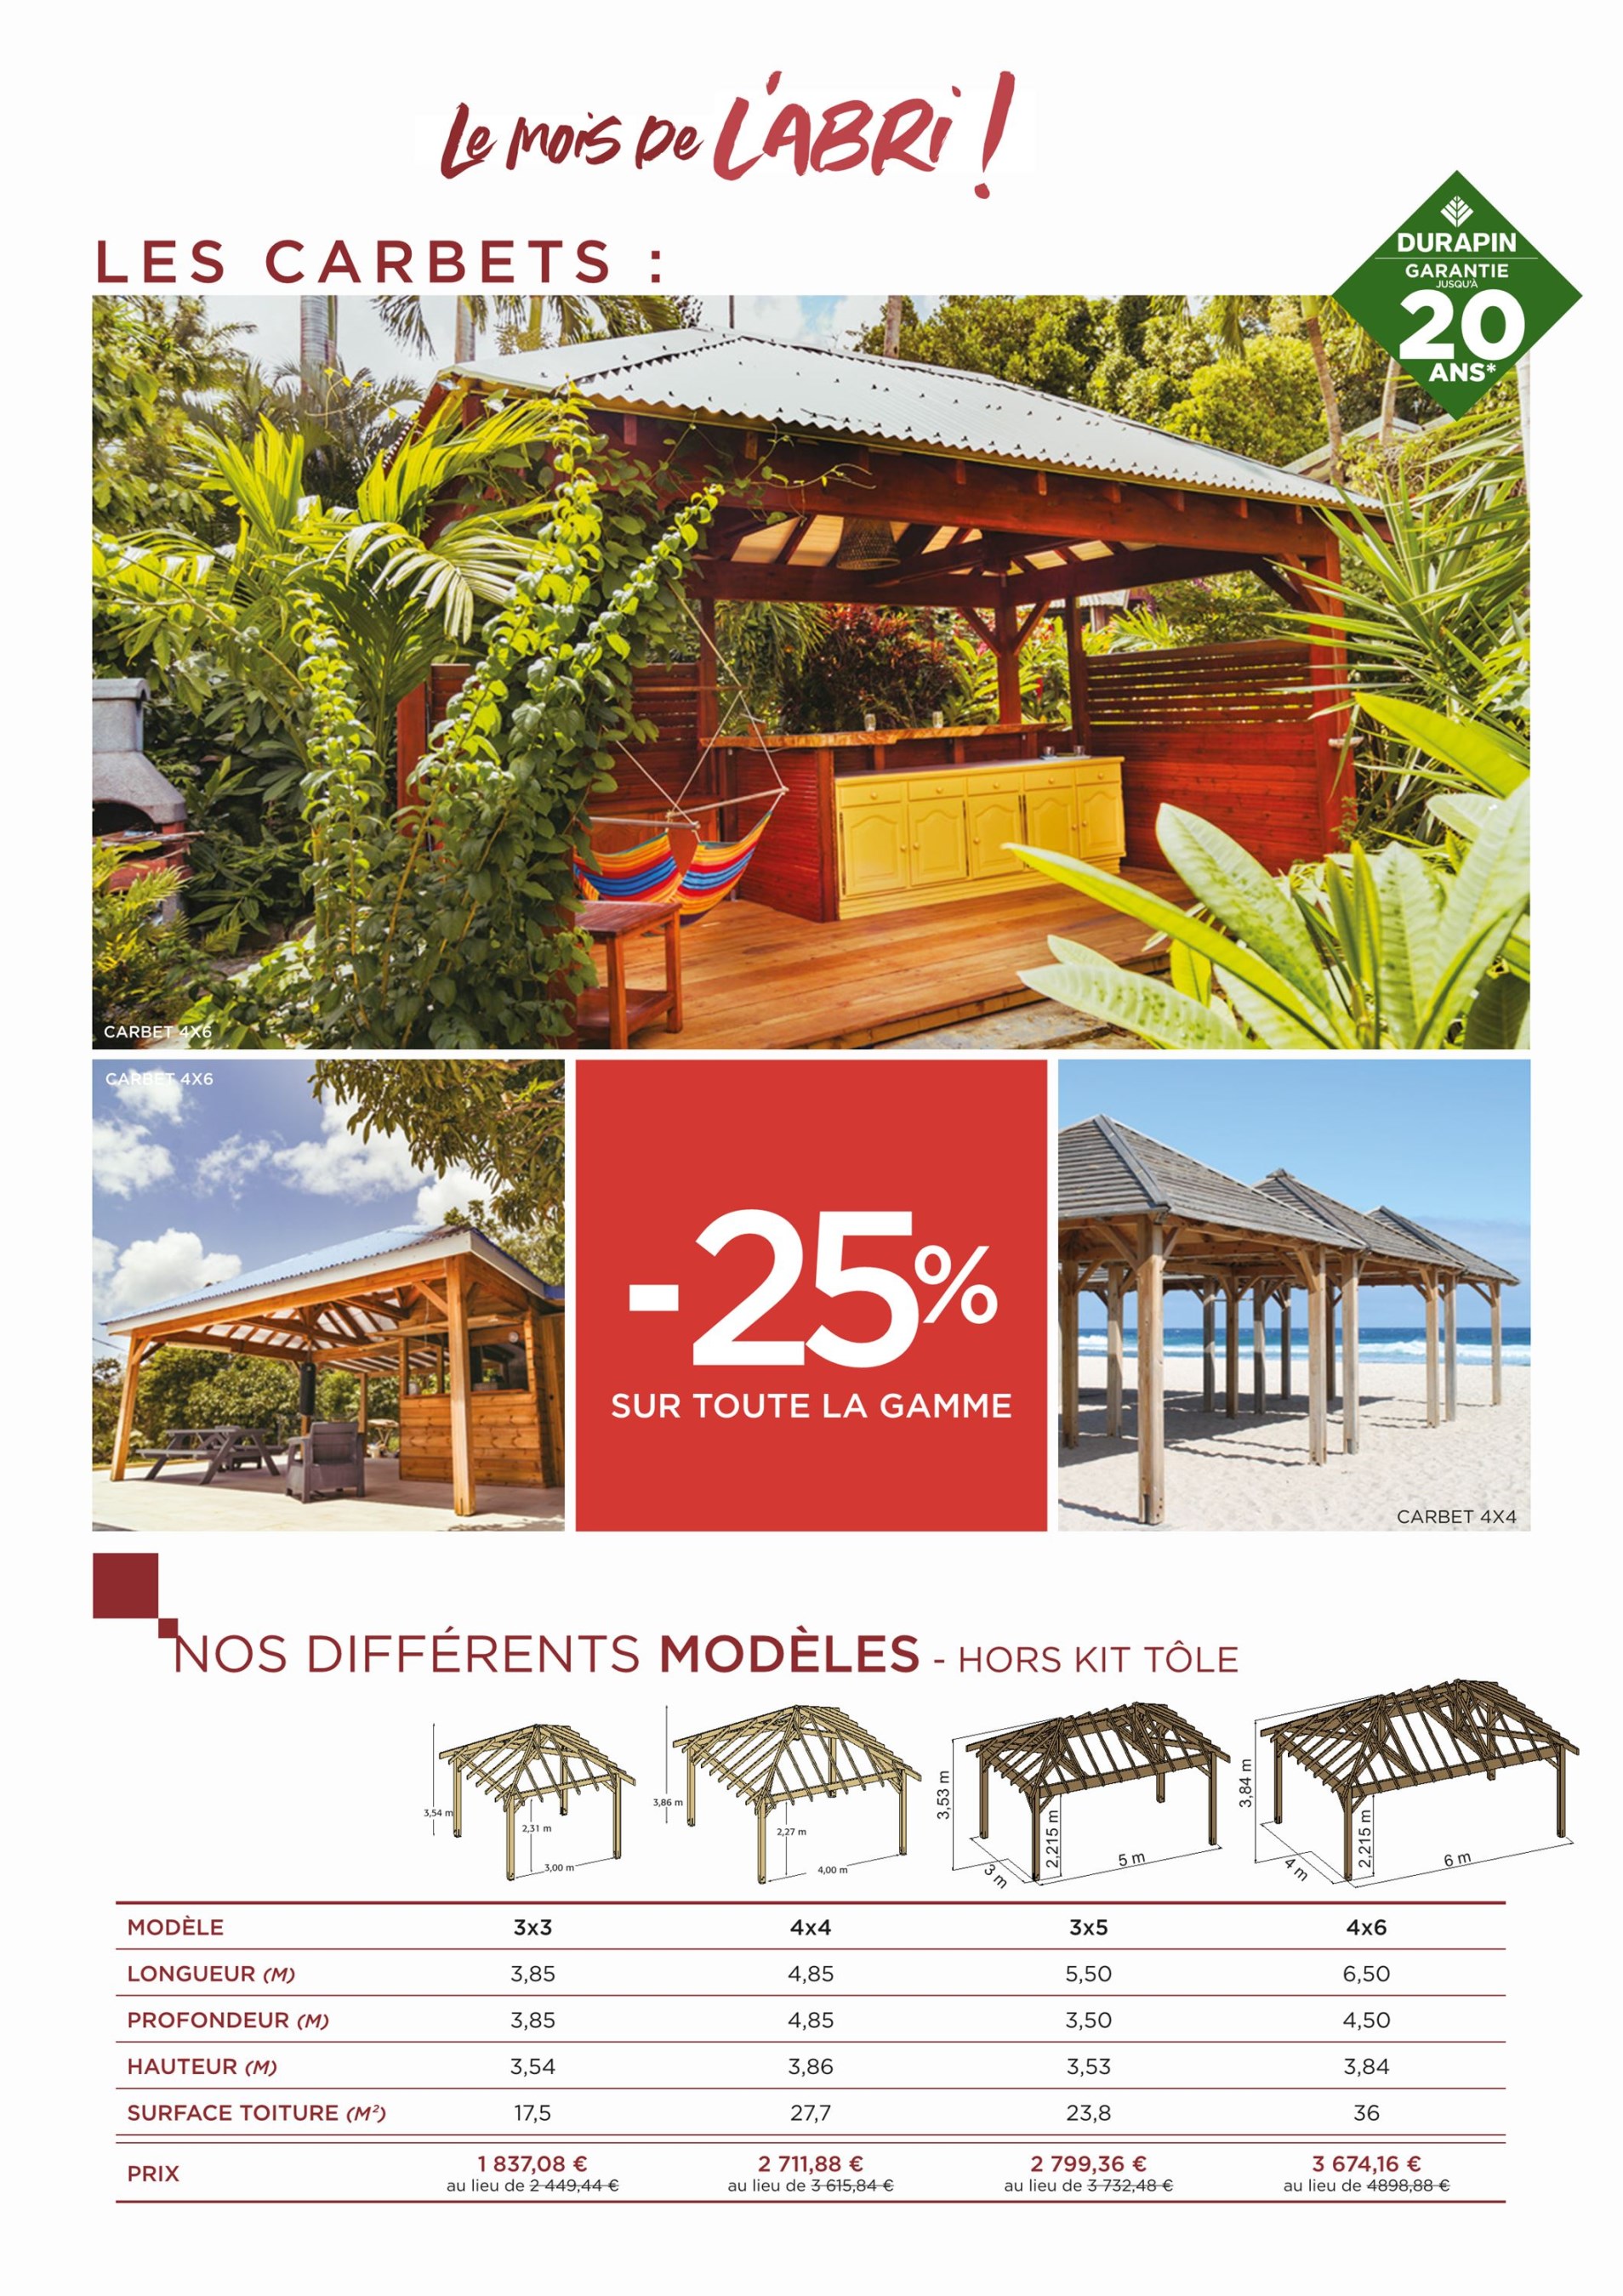 Le mois de L'ABRi !
LES CARBETS :
DURAPIN
GARANTIE
JUSQU'À
20
ANS*
CARBET 4X6
CARBET 4X6
-25%
SUR TOUTE LA GAMME
CARBET 4X4
NOS DIFFÉRENTS MODÈLES - HORS KIT TÔLE
3,54 m
2,31 m
3,00 m
3,86 m
2,27 m
4,00 m
3,53 m
2,215 m
3 m
5 m
3,84 m
2,215 m
4 m
6 m
MODÈLE 3x3 4x4 3x5 4x6
LONGUEUR (M) 3,85 4,85 5,50 6,50
PROFONDEUR (M) 3,85 4,85 3,50 4,50
HAUTEUR (M) 3,54 3,86 3,53 3,84
SURFACE TOITURE (M²) 17,5 27,7 23,8 36
PRIX 1 837,08 € 2 711,88 € 2 799,36 € 3 674,16 €
au lieu de 2 449,44 € au lieu de 3 615,84 € au lieu de 3 732,48 € au lieu de 4898,88 €